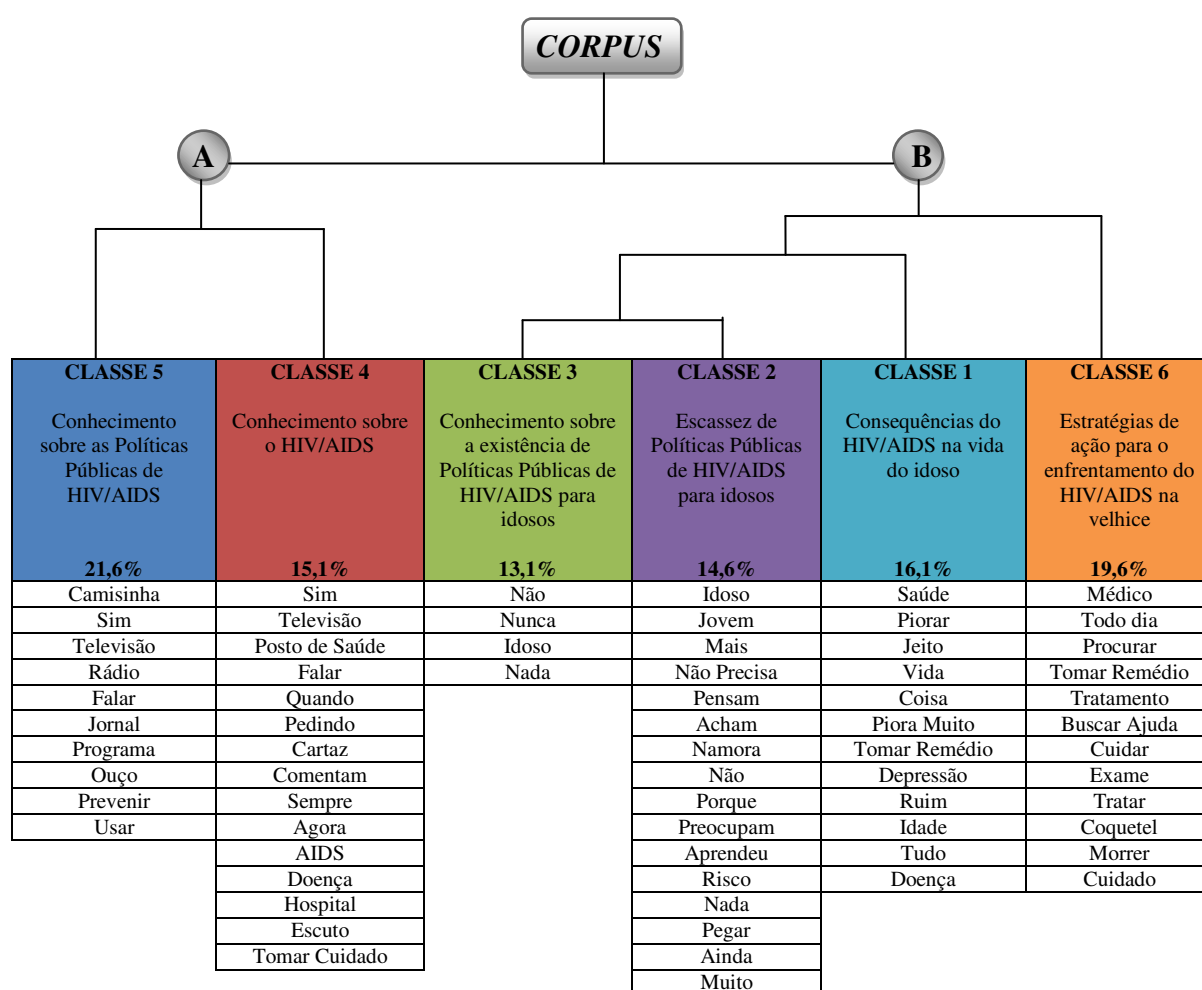 CORPUS
A
B
CLASSE 5
Conhecimento
sobre as Políticas
Públicas de
HIV/AIDS
21,6%
Camisinha
Sim
Televisão
Rádio
Falar
Jornal
Programa
Ouço
Prevenir
Usar
CLASSE 4
Conhecimento sobre
o HIV/AIDS
15,1%
Sim
Televisão
Posto de Saúde
Falar
Quando
Pedindo
Cartaz
Comentam
Sempre
Agora
AIDS
Doença
Hospital
Escuto
Tomar Cuidado
CLASSE 3
Conhecimento sobre
a existência de
Políticas Públicas de
HIV/AIDS para
idosos
13,1%
Não
Nunca
Idoso
Nada
CLASSE 2
Escassez de
Políticas Públicas
de HIV/AIDS
para idosos
14,6%
Idoso
Jovem
Mais
Não Precisa
Pensam
Acham
Namora
Não
Porque
Preocupam
Aprendeu
Risco
Nada
Pegar
Ainda
Muito
CLASSE 1
Consequências do
HIV/AIDS na vida
do idoso
16,1%
Saúde
Piorar
Jeito
Vida
Coisa
Piora Muito
Tomar Remédio
Depressão
Ruim
Idade
Tudo
Doença
CLASSE 6
Estratégias de
ação para o
enfrentamento do
HIV/AIDS na
velhice
19,6%
Médico
Todo dia
Procurar
Tomar Remédio
Tratamento
Buscar Ajuda
Cuidar
Exame
Tratar
Coquetel
Morrer
Cuidado